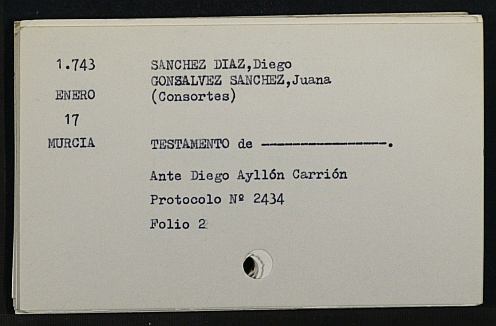 1.743 SANCHEZ DIAZ,Diego
GONSALVEZ SANCHEZ,Juana
ENERO (Consortes)
17
MURCIA TESTAMENTO de ----------------.
Ante Diego Ayllón Carrión
Protocolo Nº 2434
Folio 2